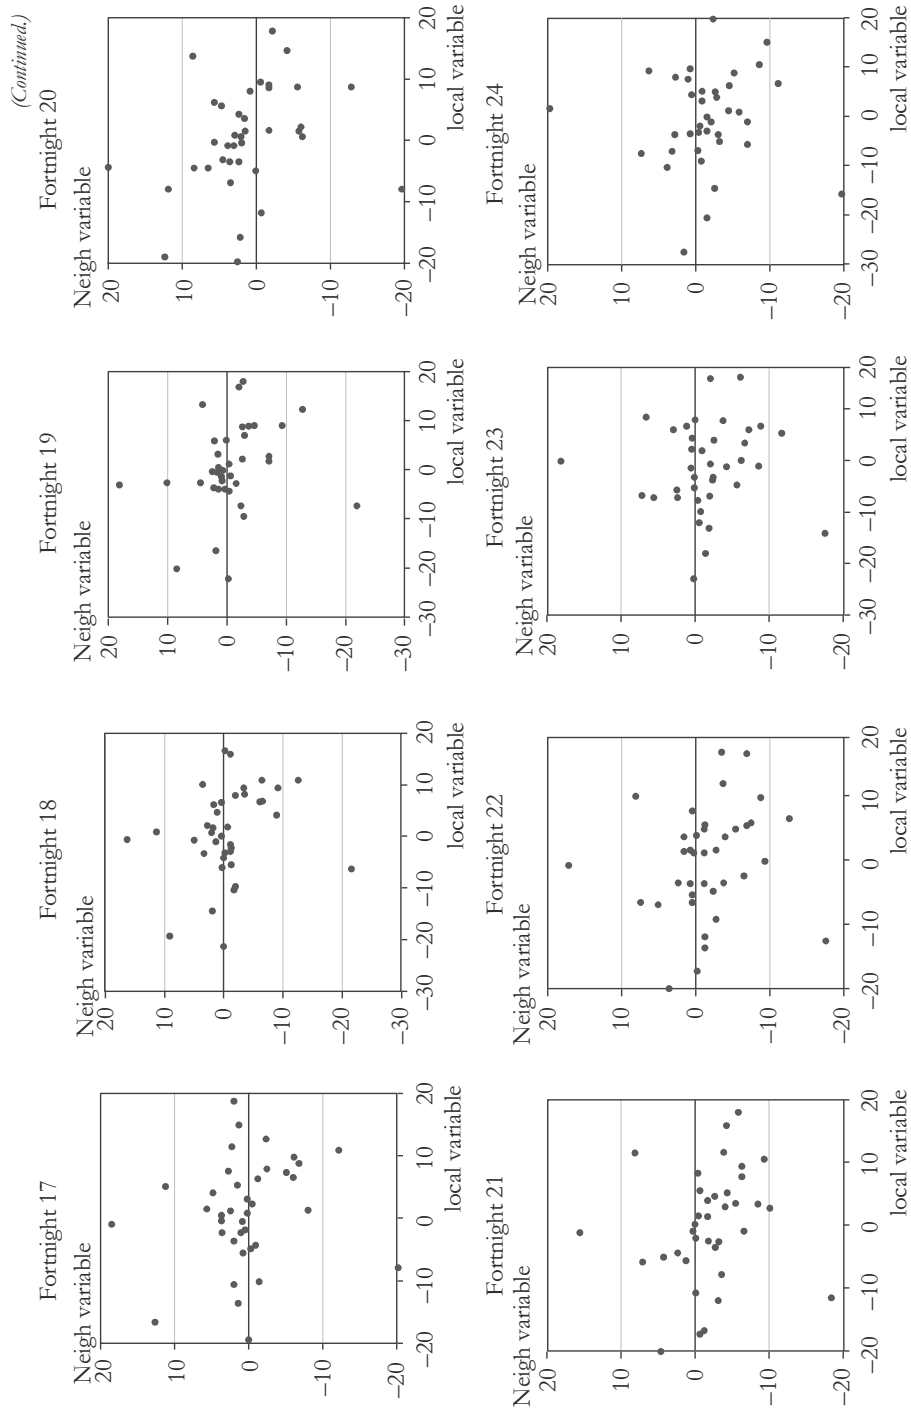 (Continued.)
Fortnight 17
Neigh variable
20
10
0
−10
−20
−20 −10 0 10 20
local variable
Fortnight 18
Neigh variable
20
10
0
−10
−20
−30
−30 −20 −10 0 10 20
local variable
Fortnight 19
Neigh variable
20
10
0
−10
−20
−30
−30 −20 −10 0 10 20
local variable
Fortnight 20
Neigh variable
20
10
0
−10
−20
−20 −10 0 10 20
local variable
Fortnight 21
Neigh variable
20
10
0
−10
−20
−20 −10 0 10 20
local variable
Fortnight 22
Neigh variable
20
10
0
−10
−20
−20 −10 0 10 20
local variable
Fortnight 23
Neigh variable
20
10
0
−10
−20
−30 −20 −10 0 10 20
local variable
Fortnight 24
Neigh variable
20
10
0
−10
−20
−30 −20 −10 0 10 20
local variable